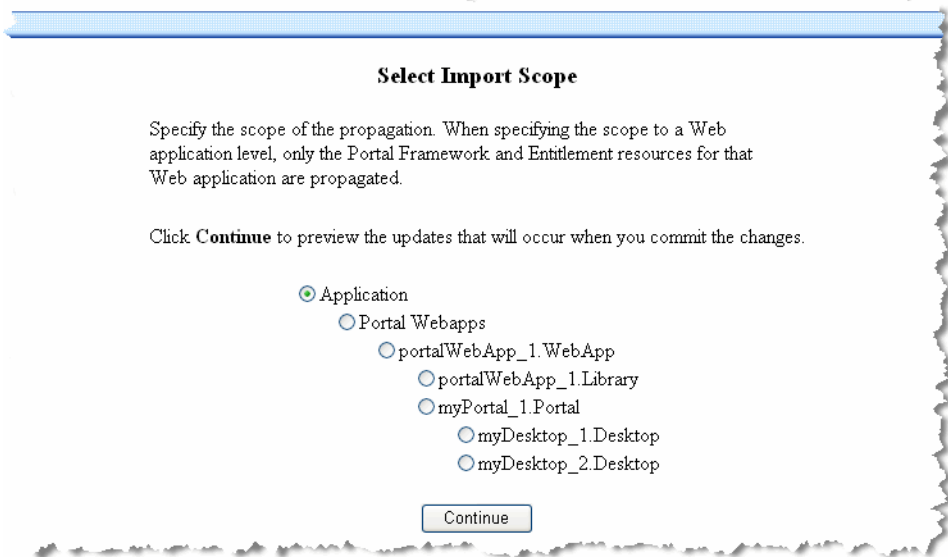 Select Import Scope
Specify the scope of the propagation. When specifying the scope to a Web
application level, only the Portal Framework and Entitlement resources for that
Web application are propagated.
Click Continue to preview the updates that will occur when you commit the changes.
Application
Portal Webapps
portalWebApp_1.WebApp
portalWebApp_1.Library
myPortal_1.Portal
myDesktop_1.Desktop
myDesktop_2.Desktop
Continue